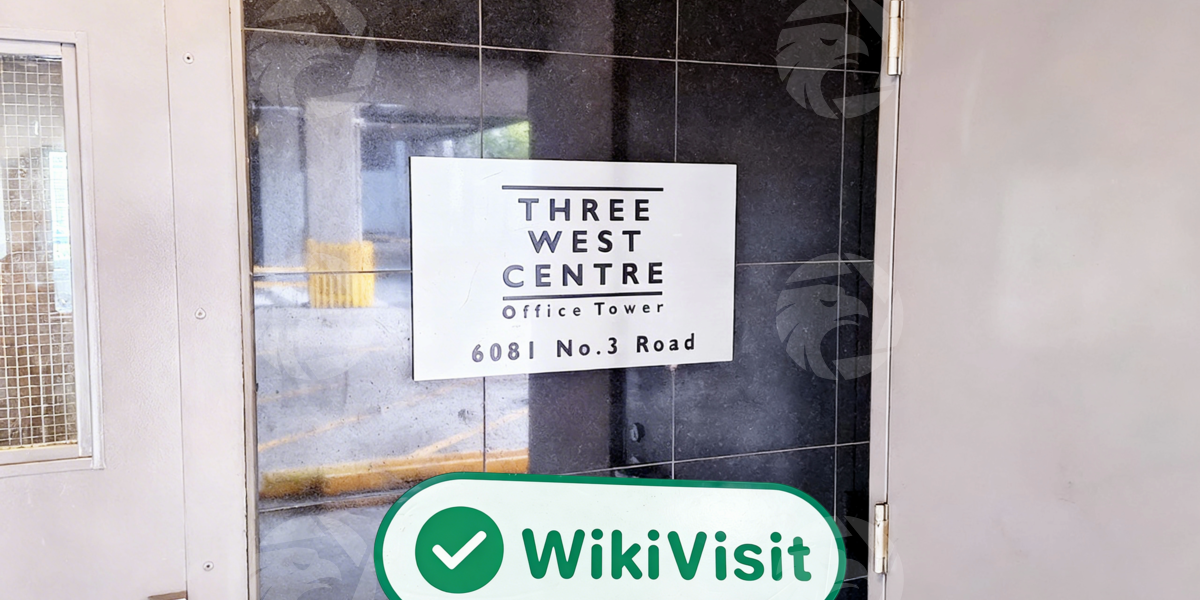 THREE
WEST
CENTRE
Office Tower
6081 No.3 Road
WikiVisit